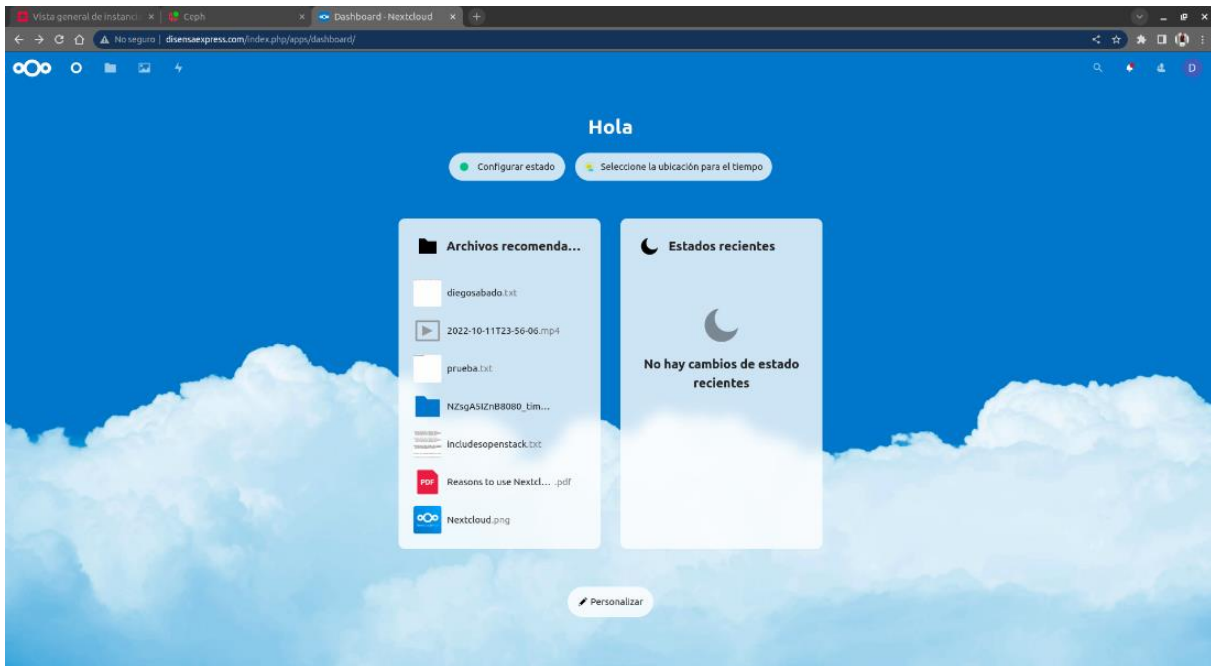 Vista general de instanci
Ceph
Dashboard - Nextcloud
No seguro | disensaexpress.com/index.php/apps/dashboard/
D
Hola
Configurar estado
Seleccione la ubicación para el tiempo
Archivos recomenda...
diegosabado.txt
2022-10-11T23-56-06.mp4
prueba.txt
NZsgA5IZnB8080_tim...
includesopenstack.txt
PDF
Reasons to use Nextcl... .pdf
Nextcloud.png
Estados recientes
No hay cambios de estado
recientes
Personalizar